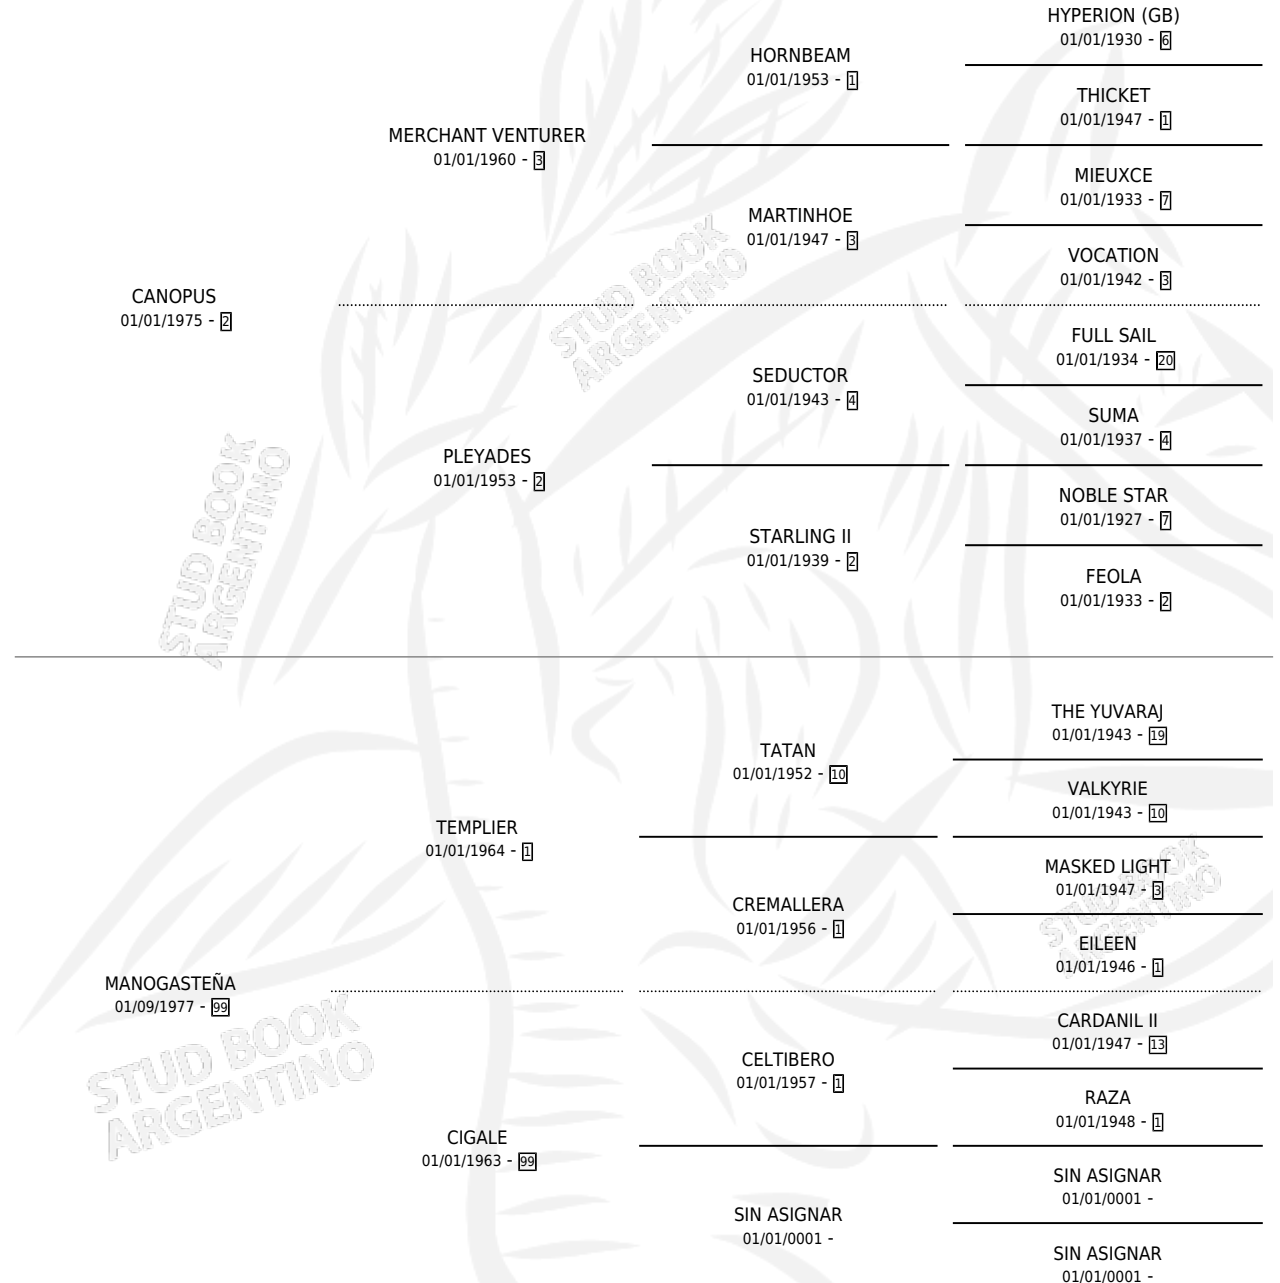 HYPERION (GB)
01/01/1930 - 6
HORNBEAM
01/01/1953 - 1
THICKET
01/01/1947 - 1
MERCHANT VENTURER
01/01/1960 - 3
MIEUXCE
01/01/1933 - 7
MARTINHOE
01/01/1947 - 3
VOCATION
01/01/1942 - 3
CANOPUS
01/01/1975 - 2
FULL SAIL
01/01/1934 - 20
SEDUCTOR
01/01/1943 - 4
SUMA
01/01/1937 - 4
PLEYADES
01/01/1953 - 2
NOBLE STAR
01/01/1927 - 7
STARLING II
01/01/1939 - 2
FEOLA
01/01/1933 - 2
THE YUVARAJ
01/01/1943 - 19
TATAN
01/01/1952 - 10
VALKYRIE
01/01/1943 - 10
TEMPLIER
01/01/1964 - 1
MASKED LIGHT
01/01/1947 - 3
CREMALLERA
01/01/1956 - 1
EILEEN
01/01/1946 - 1
MANOGASTEÑA
01/09/1977 - 99
CARDANIL II
01/01/1947 - 13
CELTIBERO
01/01/1957 - 1
RAZA
01/01/1948 - 1
CIGALE
01/01/1963 - 99
SIN ASIGNAR
01/01/0001 -
SIN ASIGNAR
01/01/0001 -
SIN ASIGNAR
01/01/0001 -
STUD BOOK
ARGENTINO
STUD BOOK
ARGENTINO
STUD BOOK
ARGENTINO
STUD BOOK
ARGENTINO